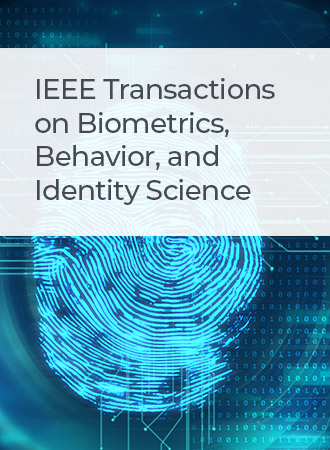 IEEE Transactions
on Biometrics,
Behavior, and
Identity Science